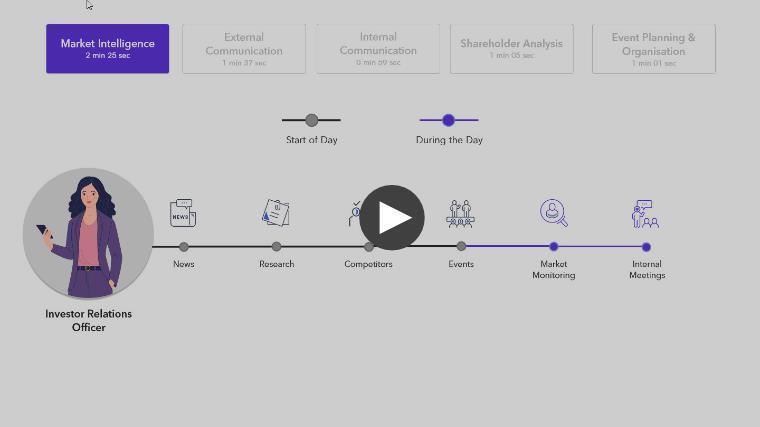 Market Intelligence
2 min 25 sec
External
Communication
1 min 37 sec
Internal
Communication
0 min 59 sec
Shareholder Analysis
1 min 05 sec
Event Planning &
Organisation
1 min 01 sec
Start of Day
During the Day
NEWS
News
Research
Competitors
Events
Market
Monitoring
Internal
Meetings
Investor Relations
Officer